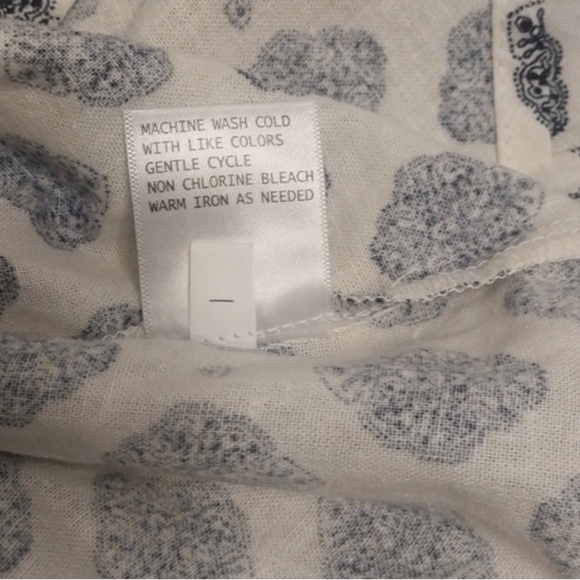 MACHINE WASH COLD
WITH LIKE COLORS
GENTLE CYCLE
NON CHLORINE BLEACH
WARM IRON AS NEEDED